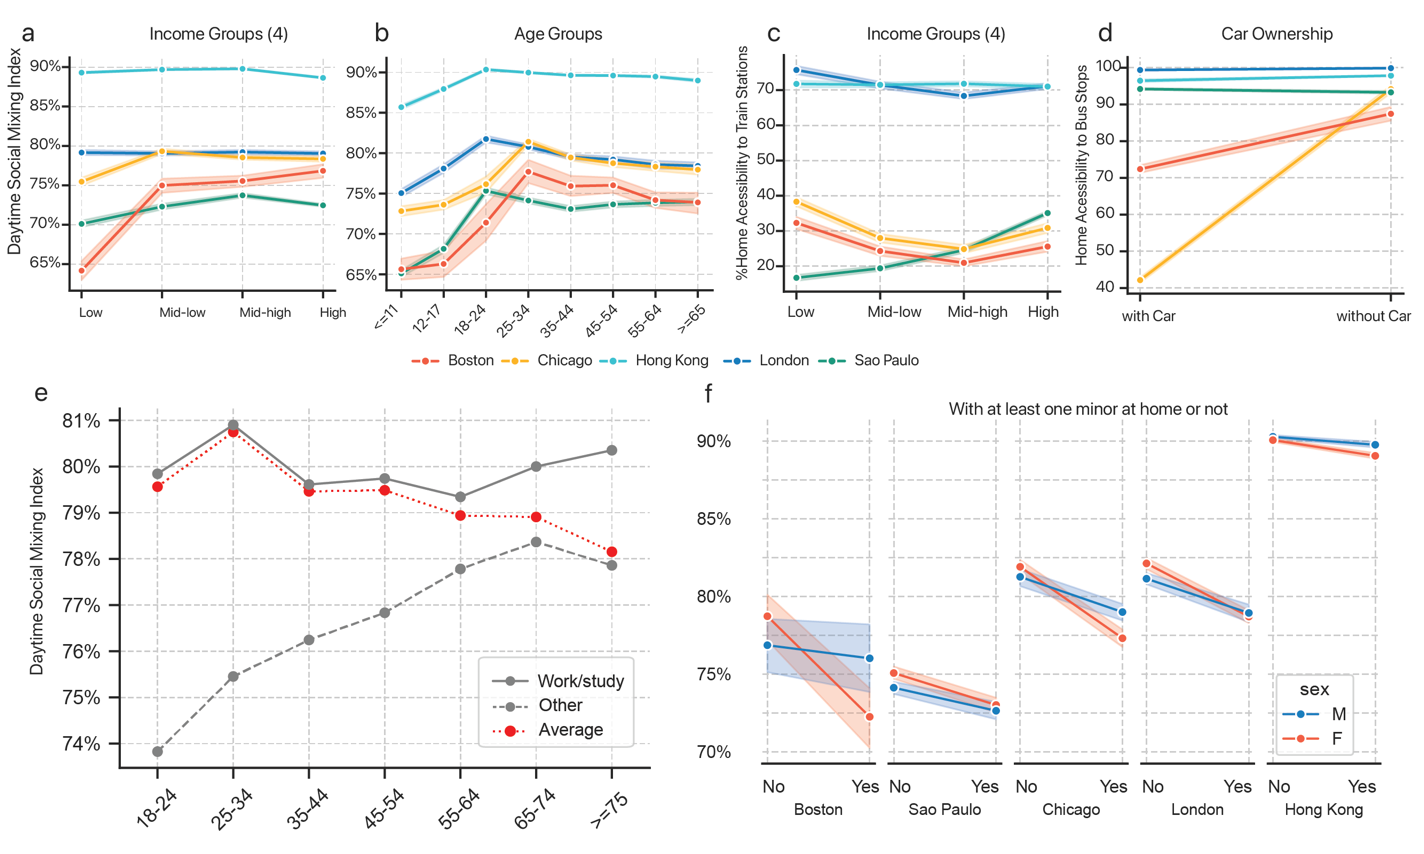 a
Income Groups (4)
Daytime Social Mixing Index
90%
85%
80%
75%
70%
65%
Low
Mid-low
Mid-high
High
b
Age Groups
90%
85%
80%
75%
70%
65%
<=11
12-17
18-24
25-34
35-44
45-54
55-64
>=65
c
Income Groups (4)
%Home Acessibility to Train Stations
70
60
50
40
30
20
Low
Mid-low
Mid-high
High
d
Car Ownership
Home Acessibility to Bus Stops
100
90
80
70
60
50
40
with Car
without Car
Boston
Chicago
Hong Kong
London
Sao Paulo
e
Daytime Social Mixing Index
81%
80%
79%
78%
77%
76%
75%
74%
18-24
25-34
35-44
45-54
55-64
65-74
>=75
Work/study
Other
Average
f
With at least one minor at home or not
90%
85%
80%
75%
70%
sex
M
F
No Yes No Yes No Yes No Yes No Yes
Boston Sao Paulo Chicago London Hong Kong